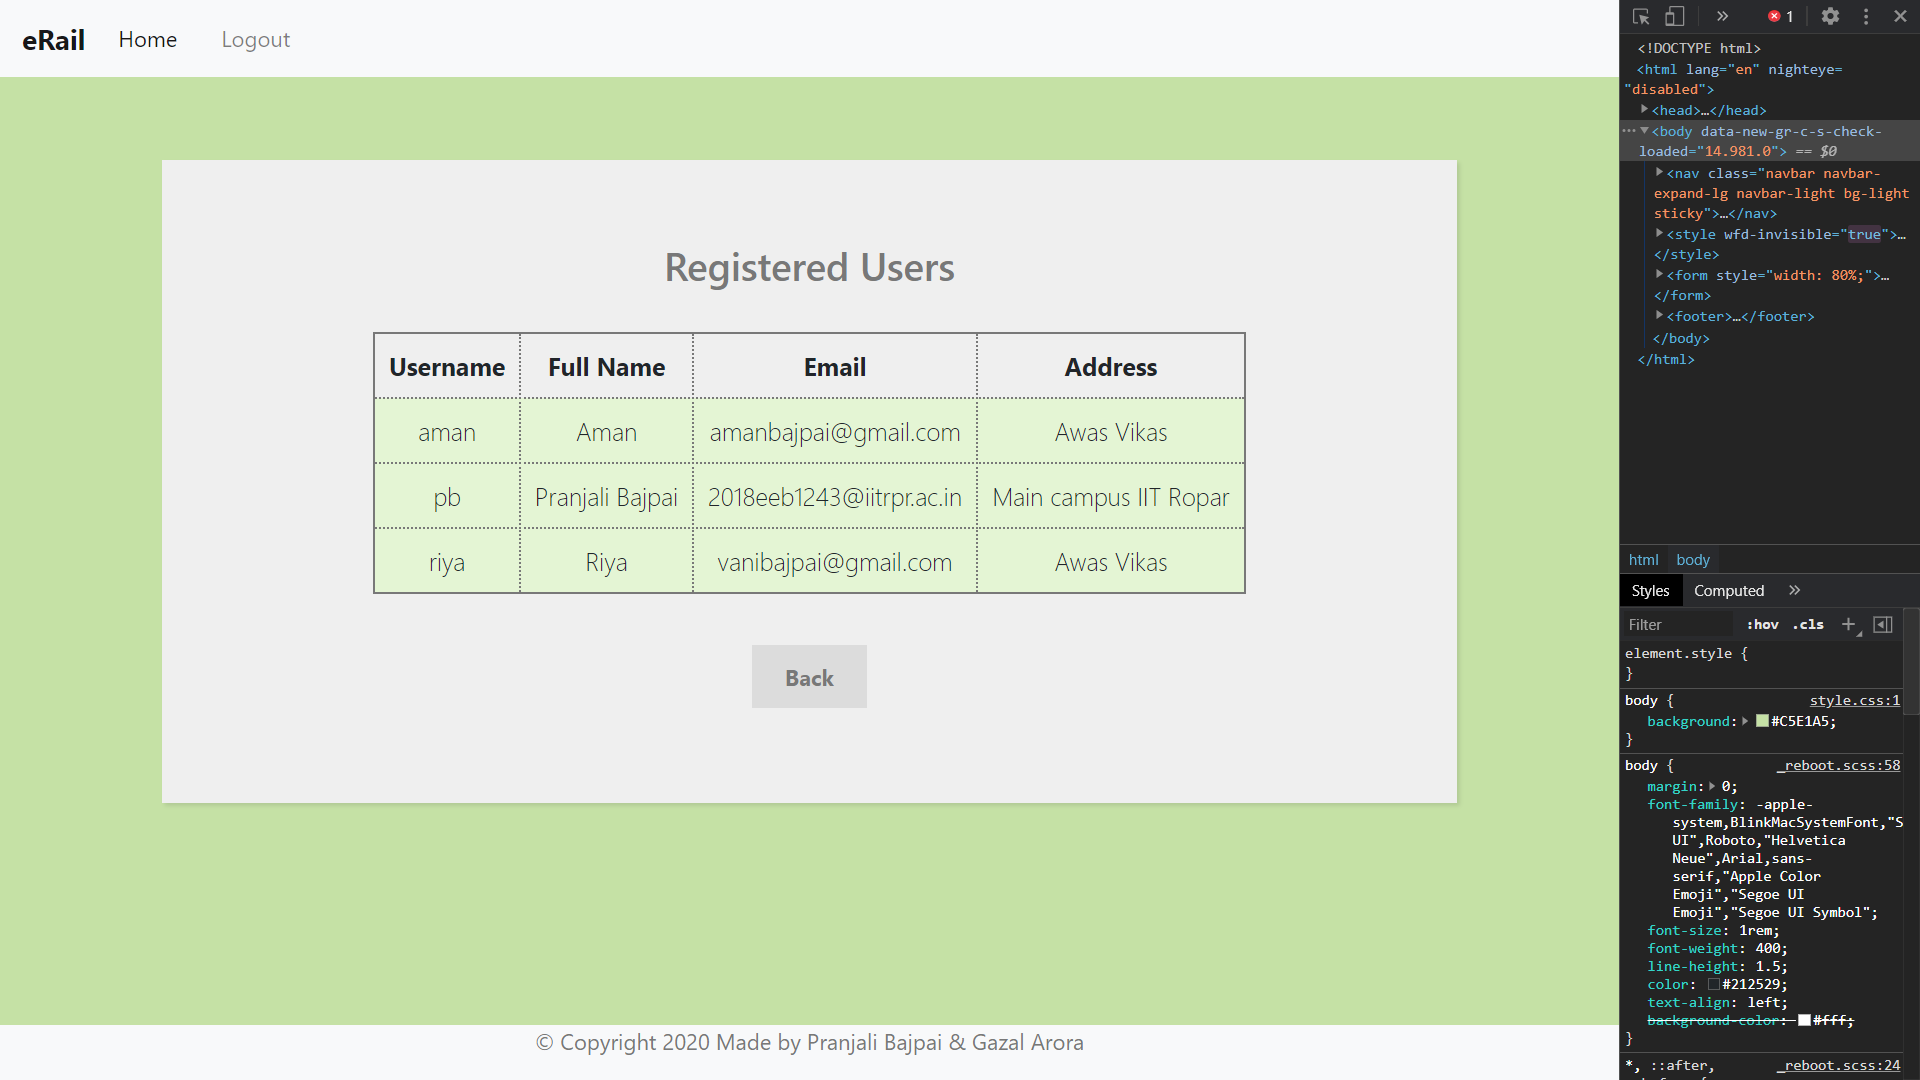 eRail Home Logout
Registered Users
Username Full Name Email Address
aman Aman amanbajpai@gmail.com Awas Vikas
pb Pranjali Bajpai 2018eeb1243@iitrpr.ac.in Main campus IIT Ropar
riya Riya vanibajpai@gmail.com Awas Vikas
Back
© Copyright 2020 Made by Pranjali Bajpai & Gazal Arora
1
<!DOCTYPE html>
<html lang="en" nighteye=
"disabled">
<head>…</head>
<body data-new-gr-c-s-check-
loaded="14.981.0"> == $0
<nav class="navbar navbar-
expand-lg navbar-light bg-light
sticky">…</nav>
<style wfd-invisible="true">…
</style>
<form style="width: 80%;">…
</form>
<footer>…</footer>
</body>
</html>
html body
Styles Computed
Filter :hov .cls
element.style {
}
body { style.css:1
background: #C5E1A5;
}
body { _reboot.scss:58
margin: 0;
font-family: -apple-
system,BlinkMacSystemFont,"S
UI",Roboto,"Helvetica
Neue",Arial,sans-
serif,"Apple Color
Emoji","Segoe UI
Emoji","Segoe UI Symbol";
font-size: 1rem;
font-weight: 400;
line-height: 1.5;
color: #212529;
text-align: left;
background-color: #fff;
}
*, ::after, _reboot.scss:24